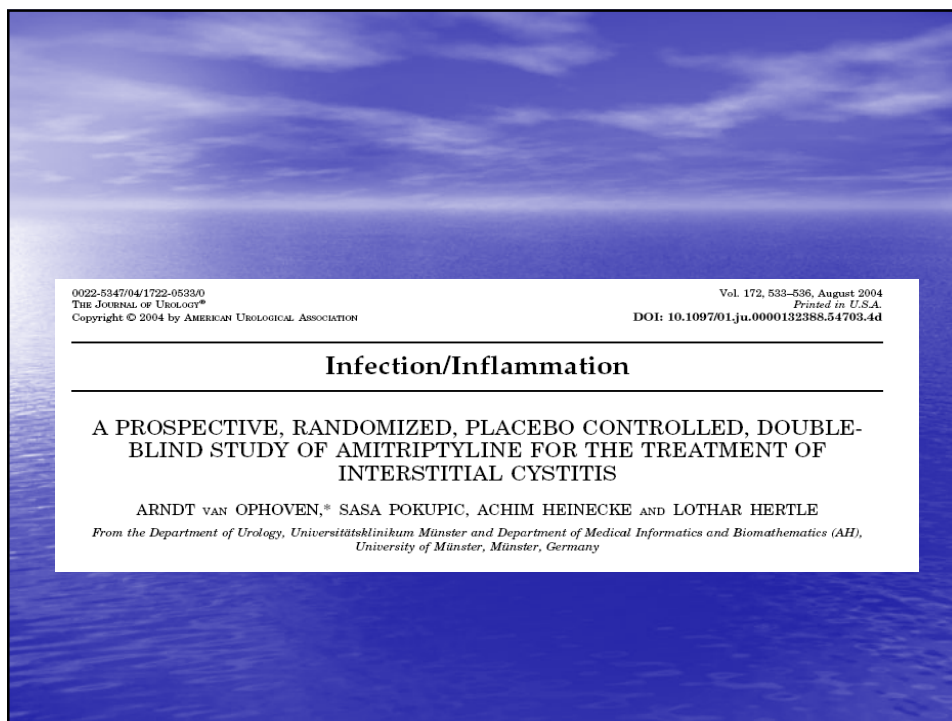 0022-5347/04/1722-0533/0
THE JOURNAL OF UROLOGY®
Copyright © 2004 by AMERICAN UROLOGICAL ASSOCIATION
Vol. 172, 533–536, August 2004
Printed in U.S.A.
DOI: 10.1097/01.ju.0000132388.54703.4d
Infection/Inflammation
A PROSPECTIVE, RANDOMIZED, PLACEBO CONTROLLED, DOUBLE-
BLIND STUDY OF AMITRIPTYLINE FOR THE TREATMENT OF
INTERSTITIAL CYSTITIS
ARNDT VAN OPHOVEN,* SASA POKUPIC, ACHIM HEINECKE AND LOTHAR HERTLE
From the Department of Urology, Universitätsklinikum Münster and Department of Medical Informatics and Biomathematics (AH),
University of Münster, Münster, Germany